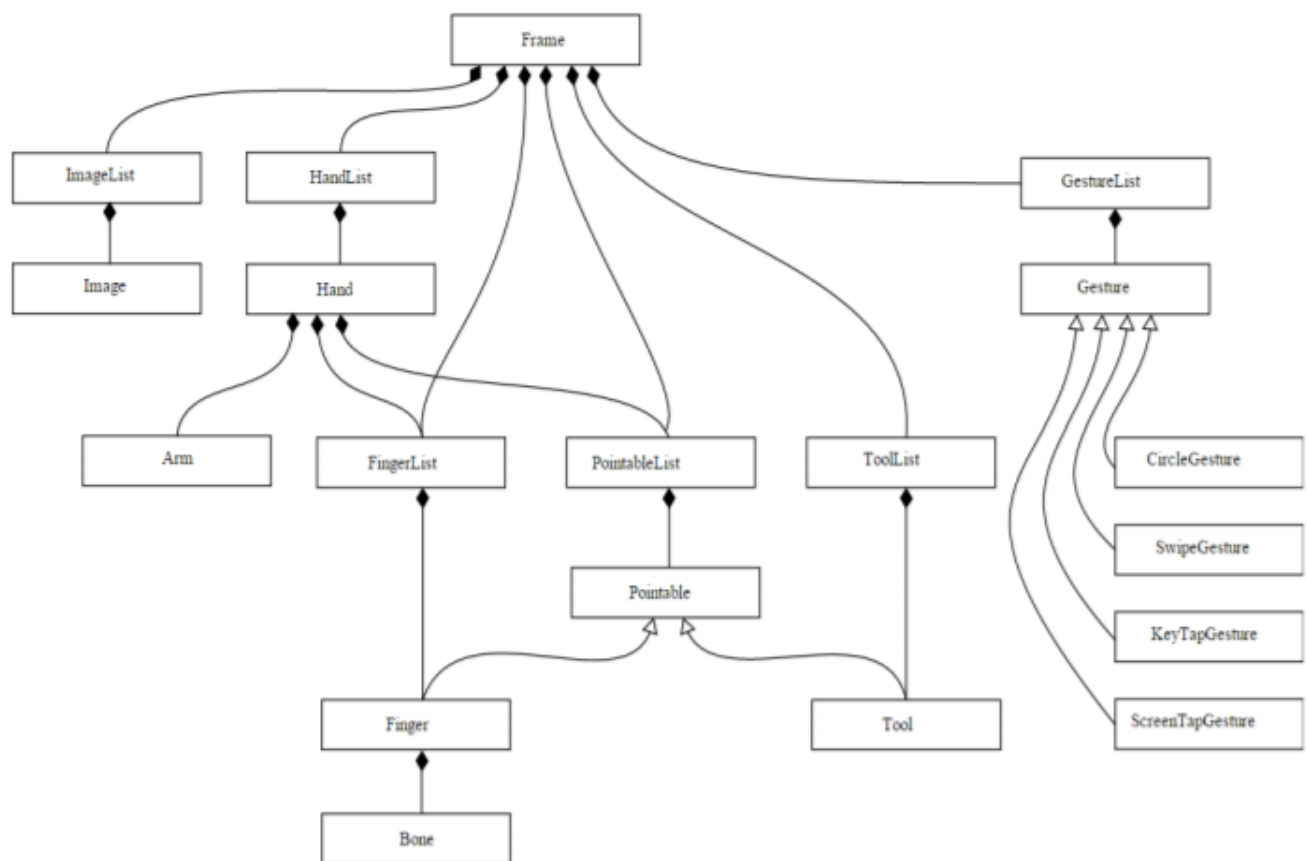 Frame
ImageList
HandList
GestureList
Image
Hand
Gesture
Arm
FingerList
PointableList
ToolList
CircleGesture
SwipeGesture
Pointable
KeyTapGesture
Finger
Tool
ScreenTapGesture
Bone